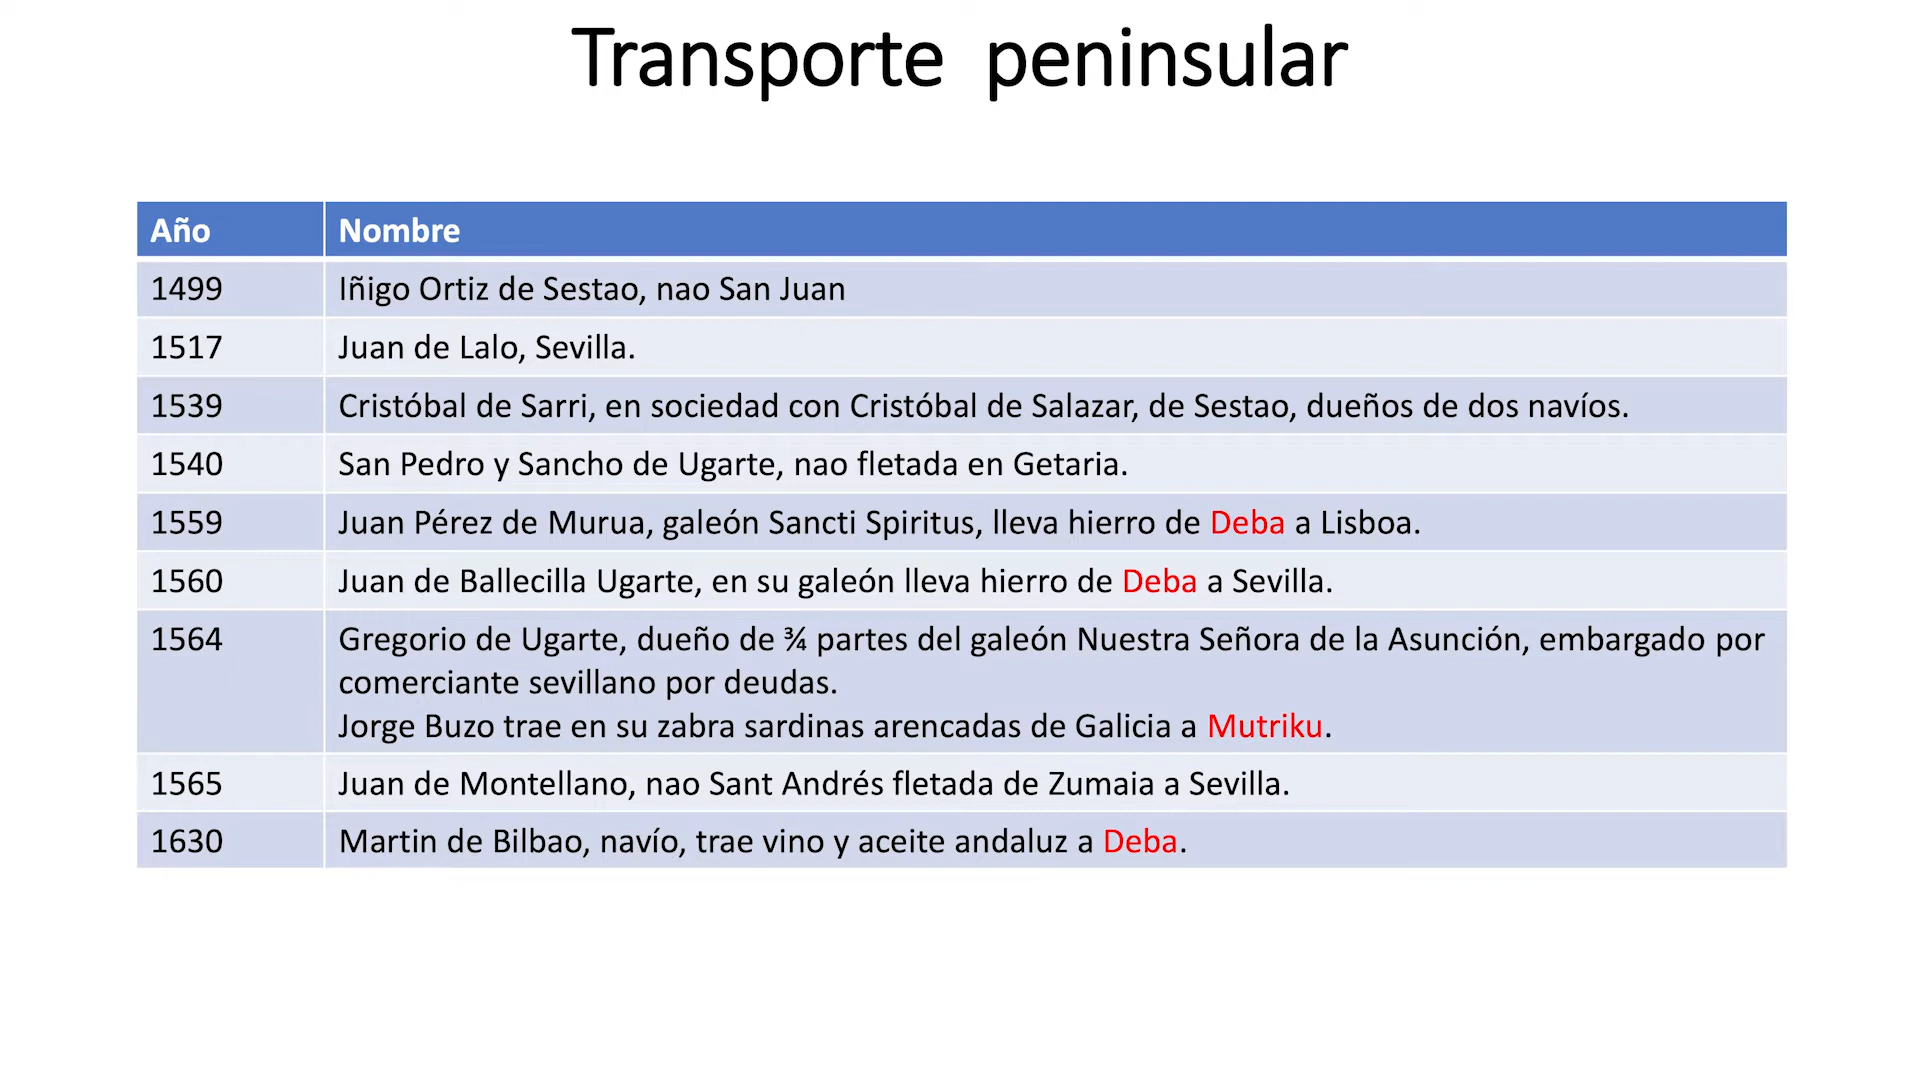 Transporte peninsular
Año Nombre
1499 Iñigo Ortiz de Sestao, nao San Juan
1517 Juan de Lalo, Sevilla.
1539 Cristóbal de Sarri, en sociedad con Cristóbal de Salazar, de Sestao, dueños de dos navíos.
1540 San Pedro y Sancho de Ugarte, nao fletada en Getaria.
1559 Juan Pérez de Murua, galeón Sancti Spiritus, lleva hierro de Deba a Lisboa.
1560 Juan de Ballecilla Ugarte, en su galeón lleva hierro de Deba a Sevilla.
1564 Gregorio de Ugarte, dueño de ¾ partes del galeón Nuestra Señora de la Asunción, embargado por
comerciante sevillano por deudas.
Jorge Buzo trae en su zabra sardinas arencadas de Galicia a Mutriku.
1565 Juan de Montellano, nao Sant Andrés fletada de Zumaia a Sevilla.
1630 Martin de Bilbao, navío, trae vino y aceite andaluz a Deba.